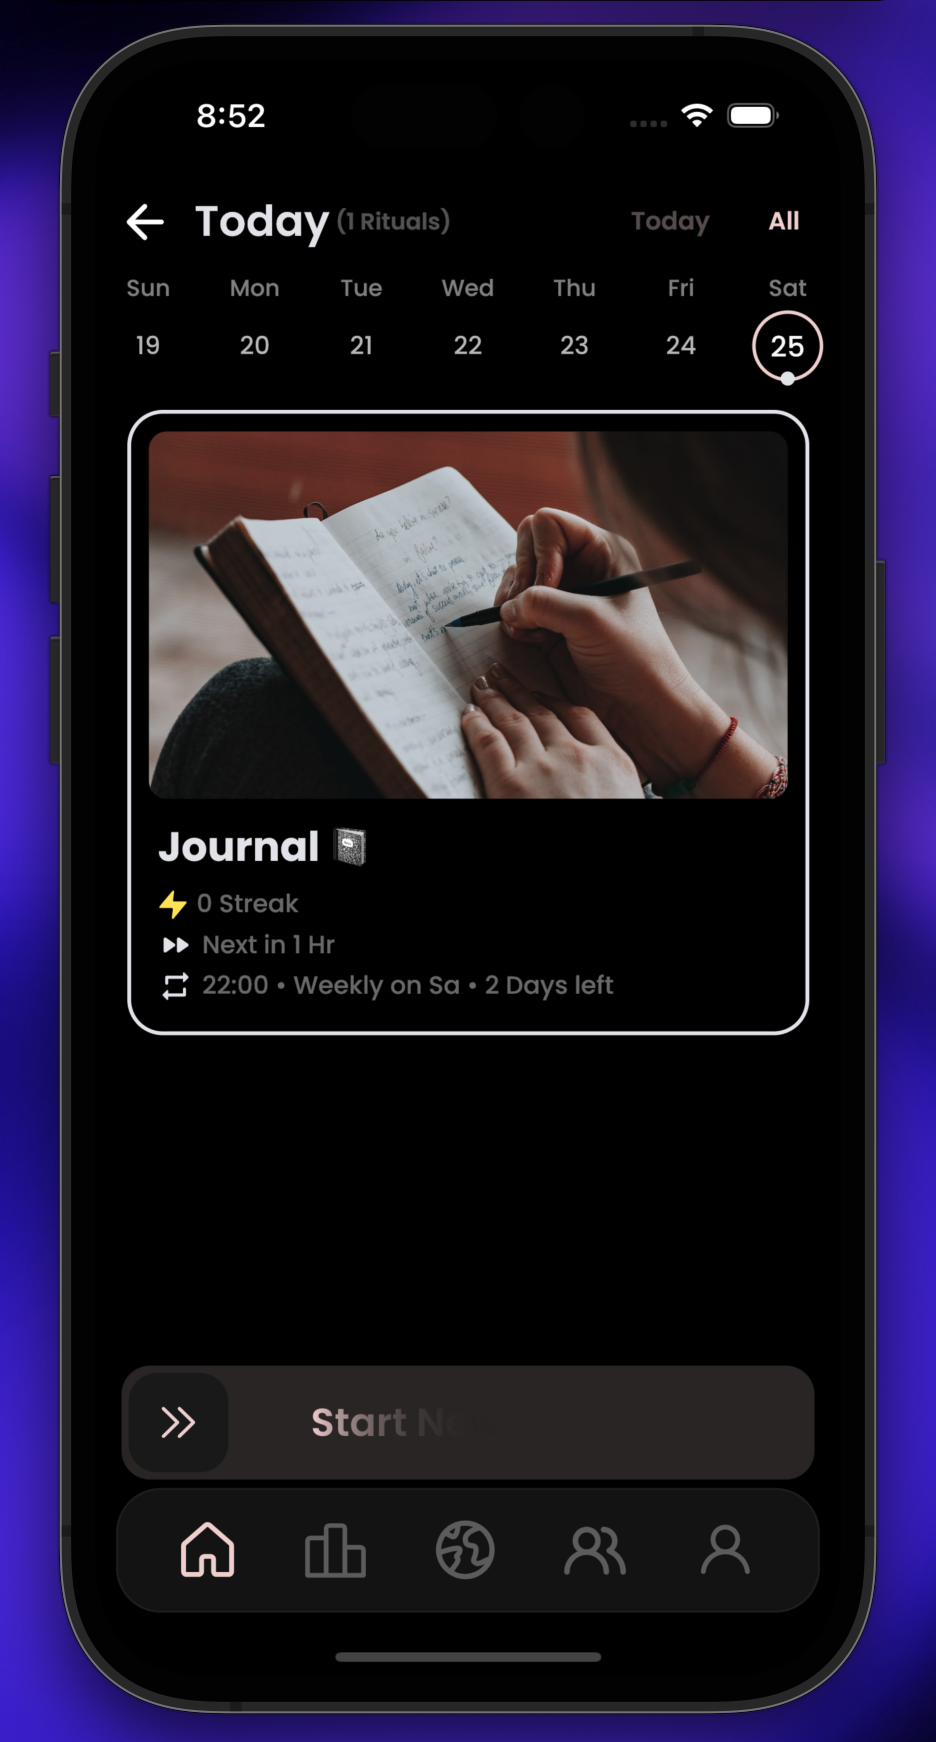 8:52
Today (1 Rituals) Today All
Sun Mon Tue Wed Thu Fri Sat
19 20 21 22 23 24 25
Journal
0 Streak
Next in 1 Hr
22:00 • Weekly on Sa • 2 Days left
Start